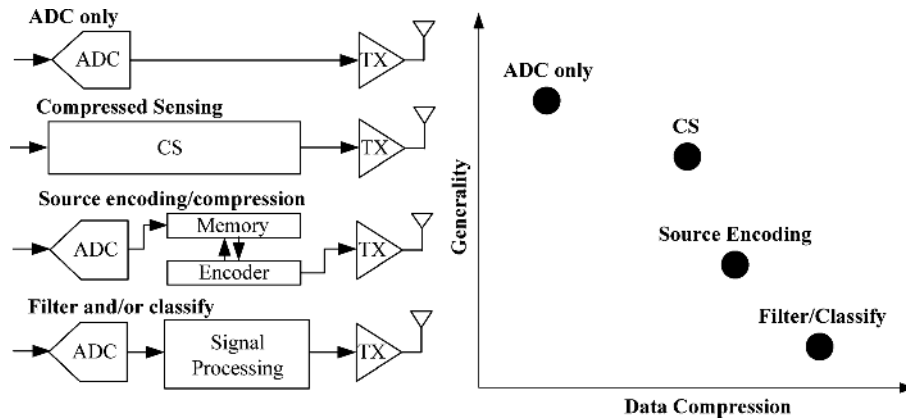 ADC only
ADC
TX
Compressed Sensing
CS
TX
Source encoding/compression
ADC
Memory
Encoder
TX
Filter and/or classify
ADC
Signal
Processing
TX
Generality
ADC only
CS
Source Encoding
Filter/Classify
Data Compression